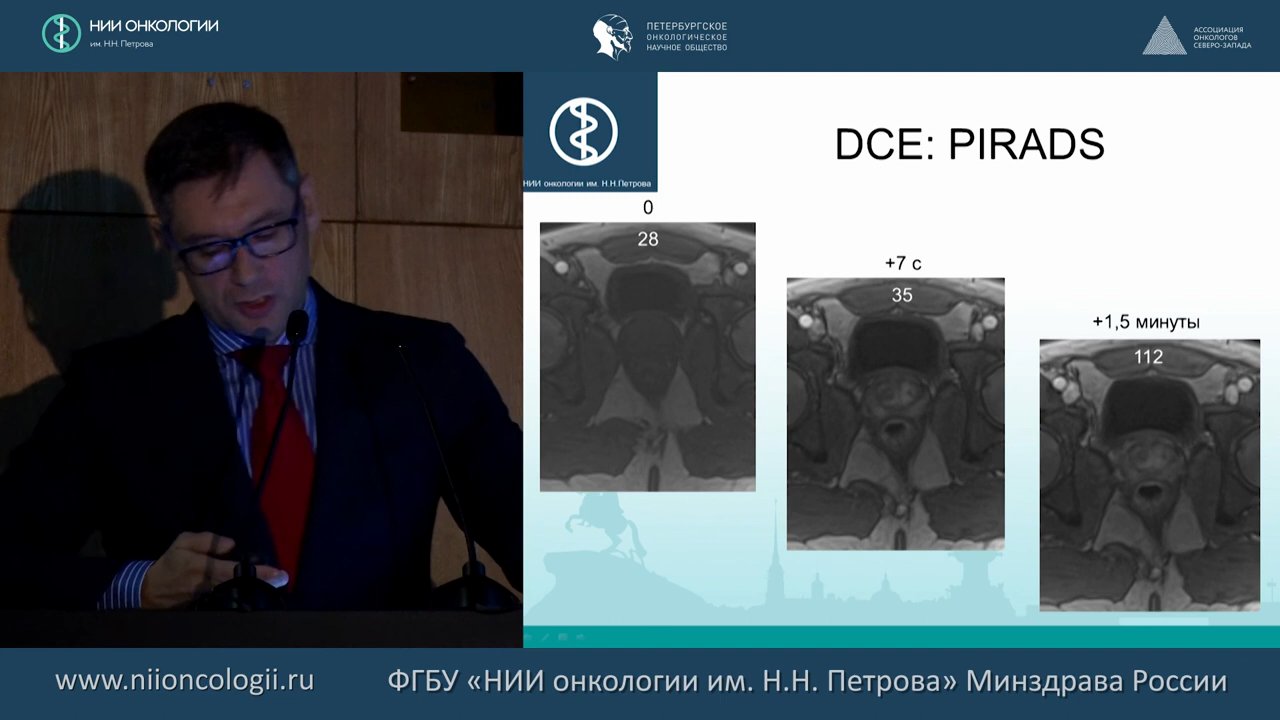 НИИ ОНКОЛОГИИ
им. Н.Н. Петрова
ПЕТЕРБУРГСКОЕ
ОНКОЛОГИЧЕСКОЕ
НАУЧНОЕ ОБЩЕСТВО
АССОЦИАЦИЯ
ОНКОЛОГОВ
СЕВЕРО-ЗАПАДА
НИИ онкологии им. Н.Н.Петрова
DCE: PIRADS
0
28
+7 с
35
+1,5 минуты
112
www.niioncologii.ru
ФГБУ «НИИ онкологии им. Н.Н. Петрова» Минздрава России